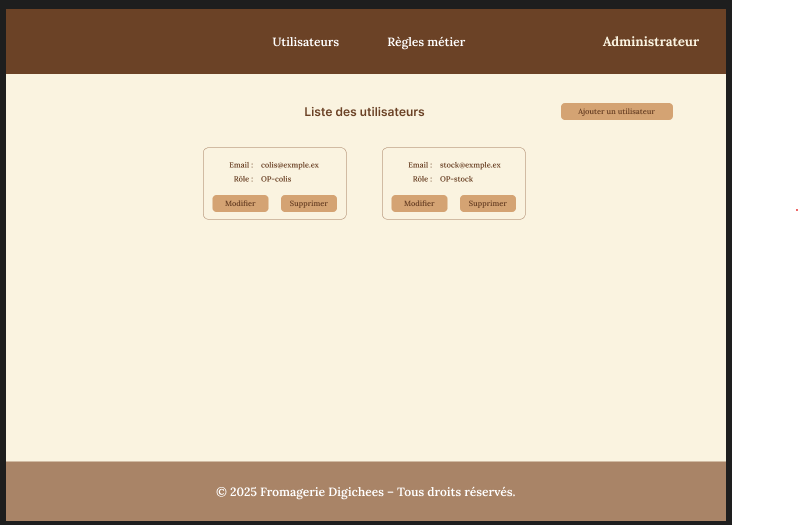 Utilisateurs
Règles métier
Administrateur
Liste des utilisateurs
Ajouter un utilisateur
Email : colis@exmple.ex
Rôle : OP-colis
Modifier
Supprimer
Email : stock@exmple.ex
Rôle : OP-stock
Modifier
Supprimer
© 2025 Fromagerie Digichees – Tous droits réservés.